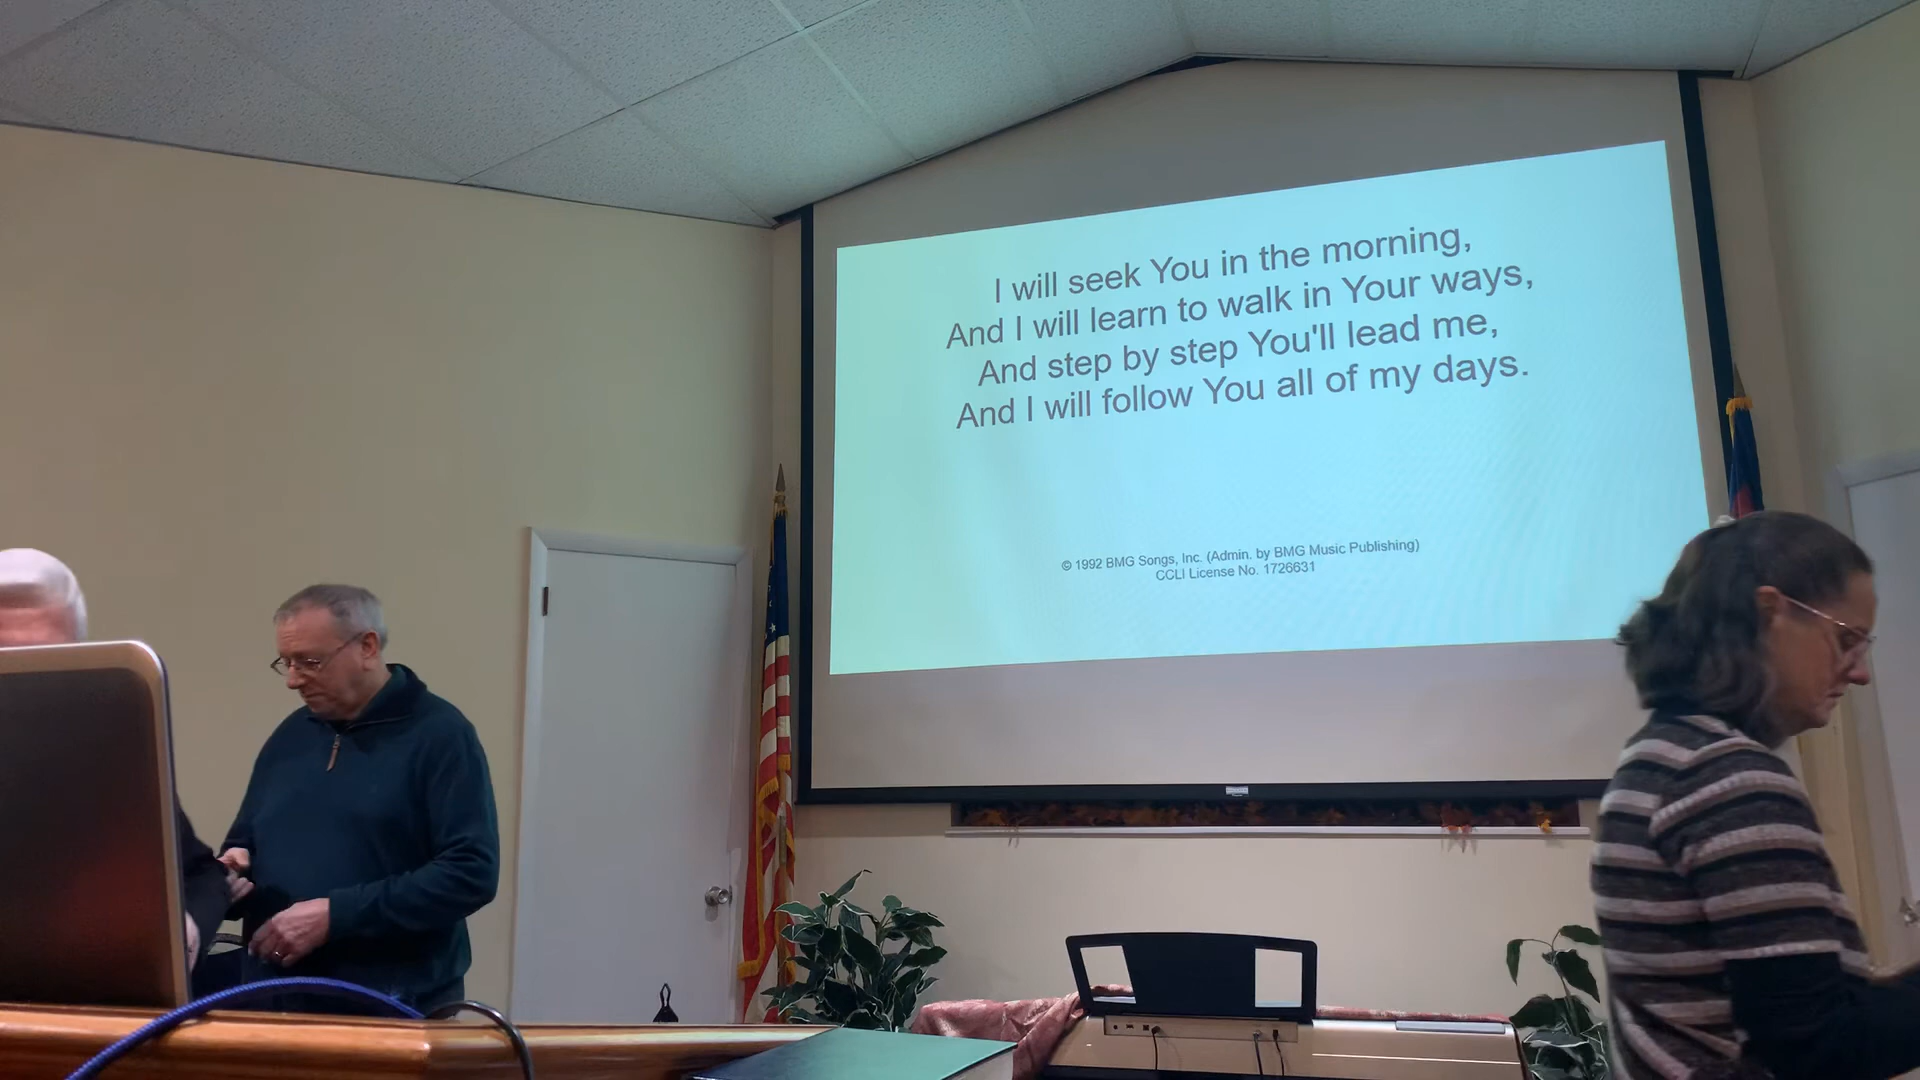 I will seek You in the morning,
And I will learn to walk in Your ways,
And step by step You'll lead me,
And I will follow You all of my days.
© 1992 BMG Songs, Inc. (Admin. by BMG Music Publishing)
CCLI License No. 1726631